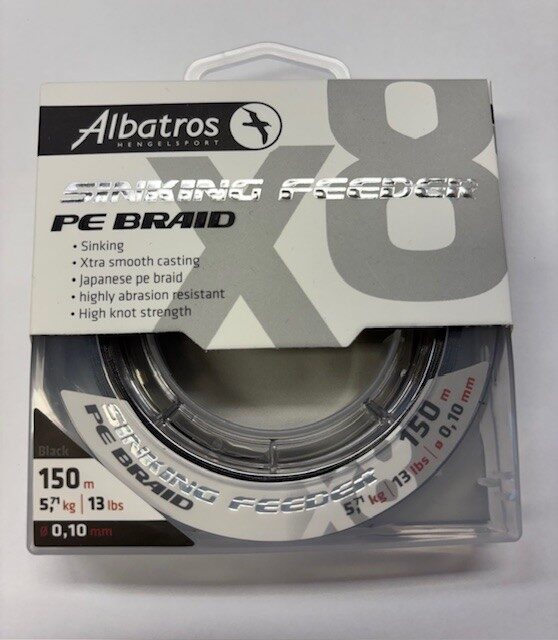 Albatros
HENGELSPORT
X8
SINKING FEEDER
PE BRAID
• Sinking
• Xtra smooth casting
• Japanese pe braid
• highly abrasion resistant
• High knot strength
Black
150 m
5,71 kg | 13 lbs
ø 0,10 mm
SINKING FEEDER
PE BRAID
X8
150 m
5,71 kg | 13 lbs
ø 0,10 mm